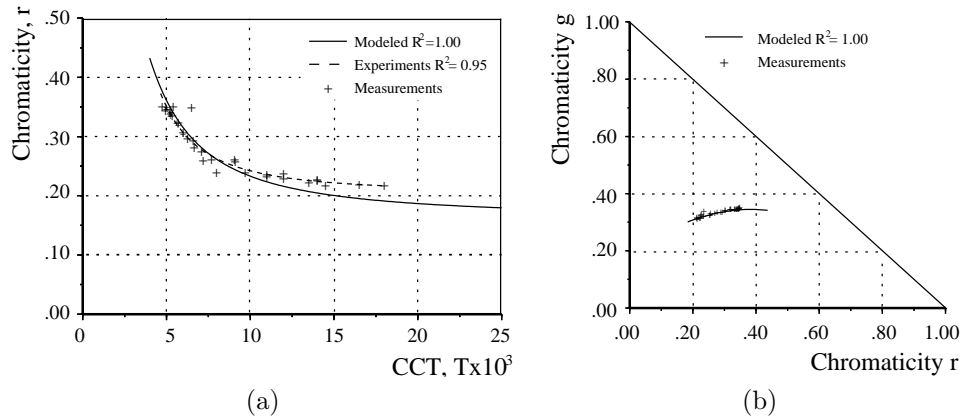 Chromaticity, r
.50
.40
.30
.20
.10
.00
0
5
10
15
20
25
CCT, Tx10³
Modeled R²=1.00
Experiments R²= 0.95
Measurements
(a)
Chromaticity g
1.00
.80
.60
.40
.20
.00
.00
.20
.40
.60
.80
1.00
Chromaticity r
Modeled R²= 1.00
Measurements
(b)